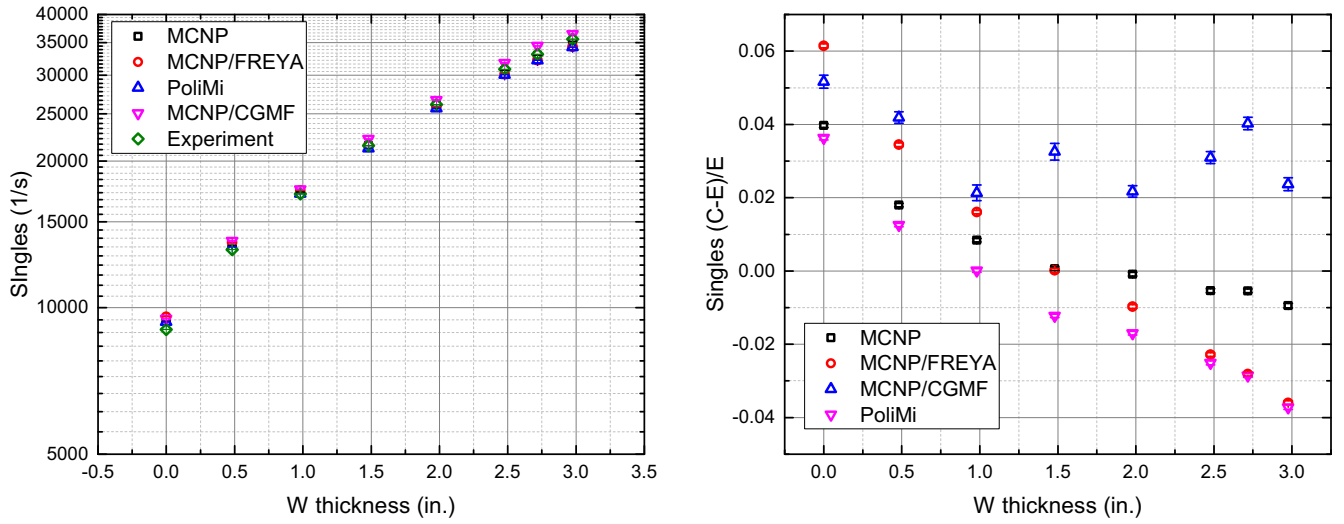 40000
35000
30000
25000
20000
15000
10000
5000
SIngles (1/s)
MCNP
MCNP/FREYA
PoliMi
MCNP/CGMF
Experiment
-0.5 0.0 0.5 1.0 1.5 2.0 2.5 3.0 3.5
W thickness (in.)
0.06
0.04
0.02
0.00
-0.02
-0.04
Singles (C-E)/E
MCNP
MCNP/FREYA
MCNP/CGMF
PoliMi
0.0 0.5 1.0 1.5 2.0 2.5 3.0
W thickness (in.)